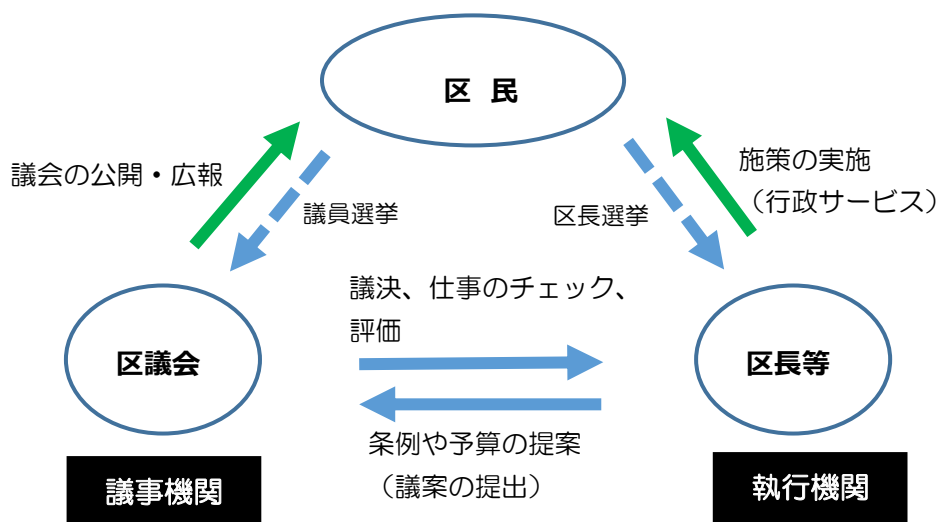 区 民
議会の公開・広報
議員選挙
区長選挙
施策の実施
（行政サービス）
議決、仕事のチェック、
評価
区議会
区長等
条例や予算の提案
（議案の提出）
議事機関
執行機関